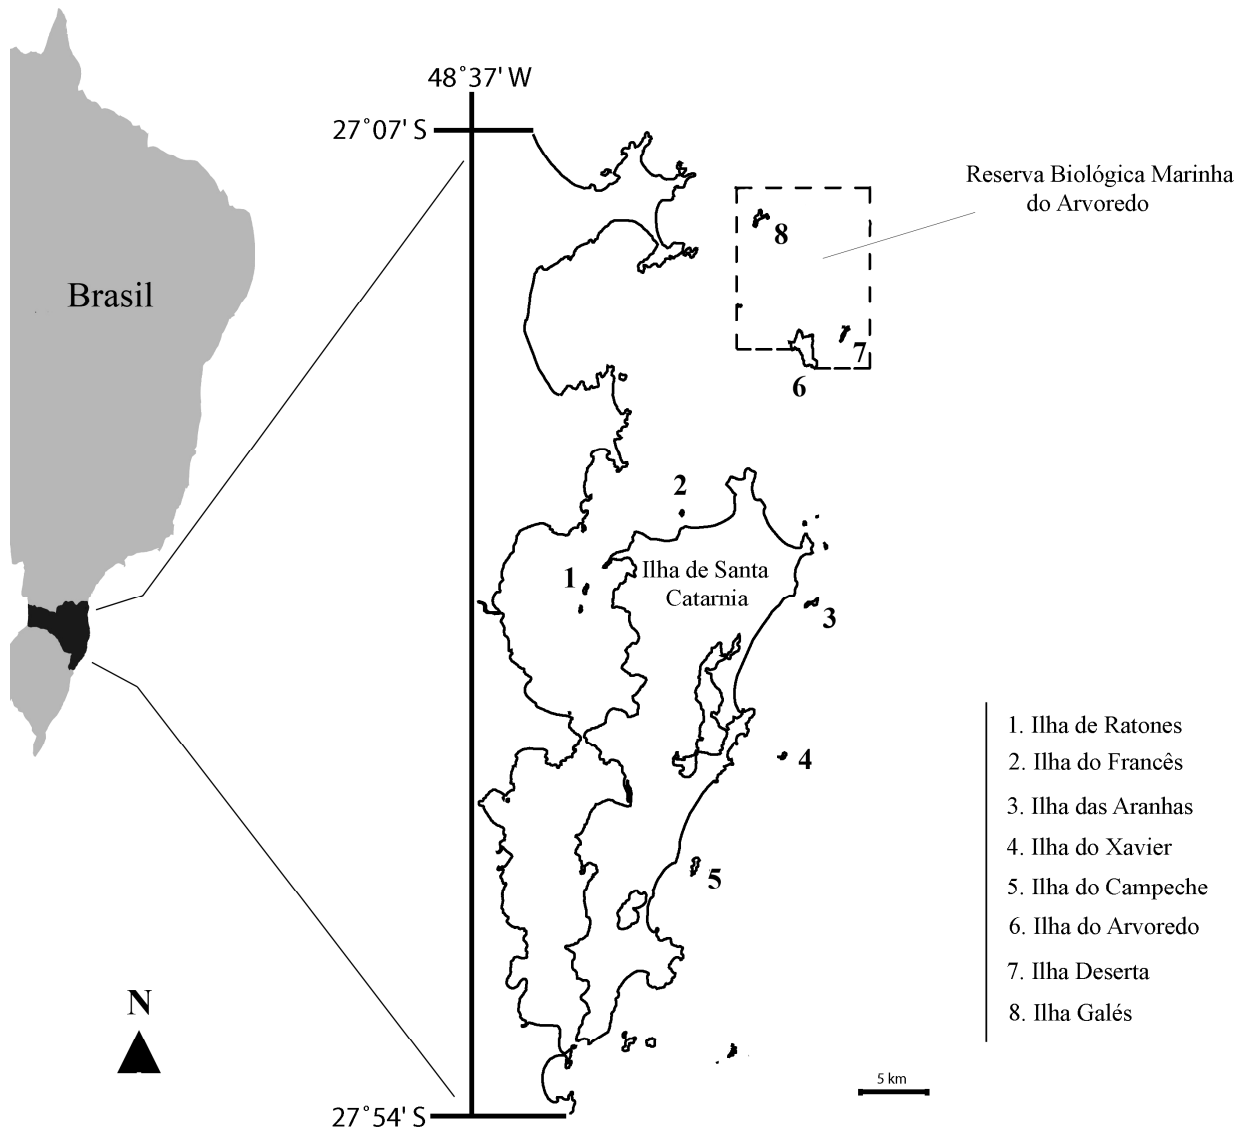 48°37' W
27°07' S
Reserva Biológica Marinha
do Arvoredo
8
Brasil
7
6
2
1
Ilha de Santa
Catarnia
3
4
5
1. Ilha de Ratones
2. Ilha do Francês
3. Ilha das Aranhas
4. Ilha do Xavier
5. Ilha do Campeche
6. Ilha do Arvoredo
7. Ilha Deserta
8. Ilha Galés
N
5 km
27°54' S